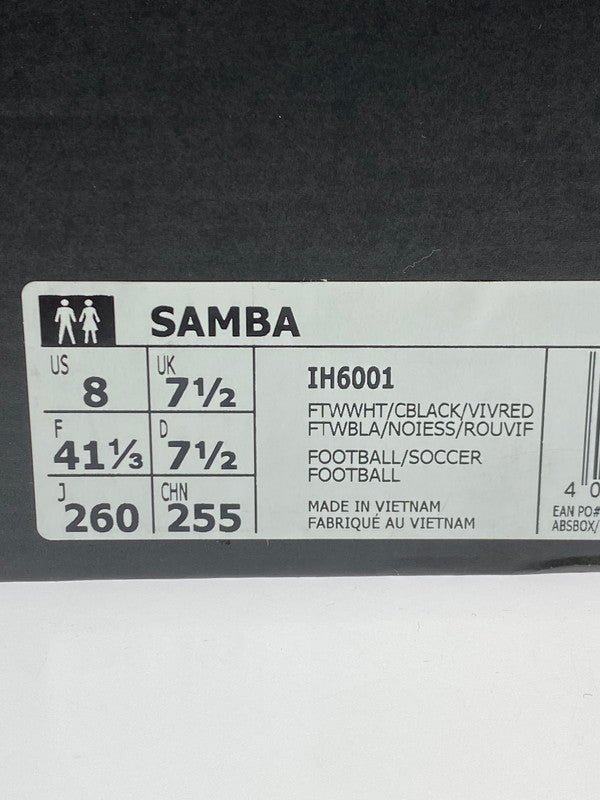 SAMBA
US 8 UK 7½
F 41⅓ D 7½
J 260 CHN 255
IH6001
FTWWHT/CBLACK/VIVRED
FTWBLA/NOIESS/ROUVIF
FOOTBALL/SOCCER
FOOTBALL
MADE IN VIETNAM
FABRIQUÉ AU VIETNAM
4 0
EAN PO#
ABSBOX/